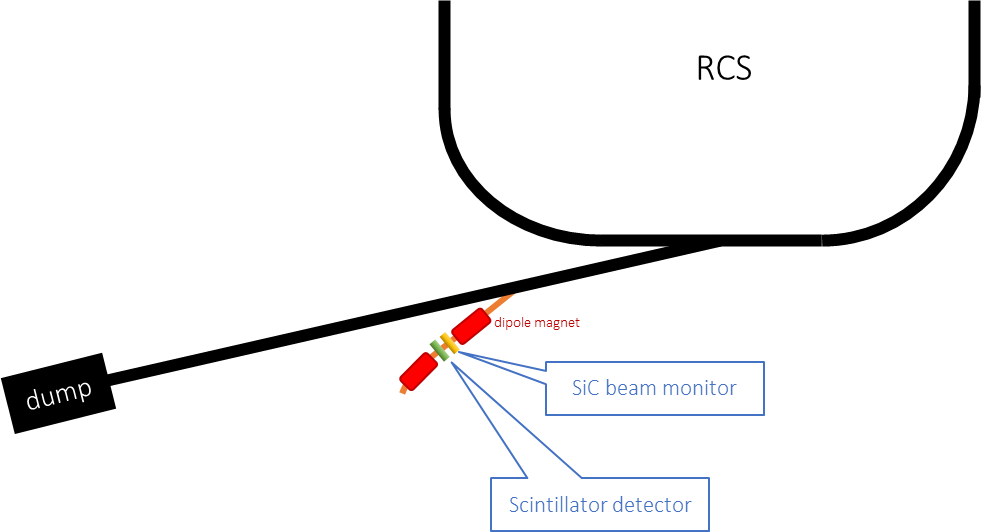 RCS
dipole magnet
SiC beam monitor
dump
Scintillator detector